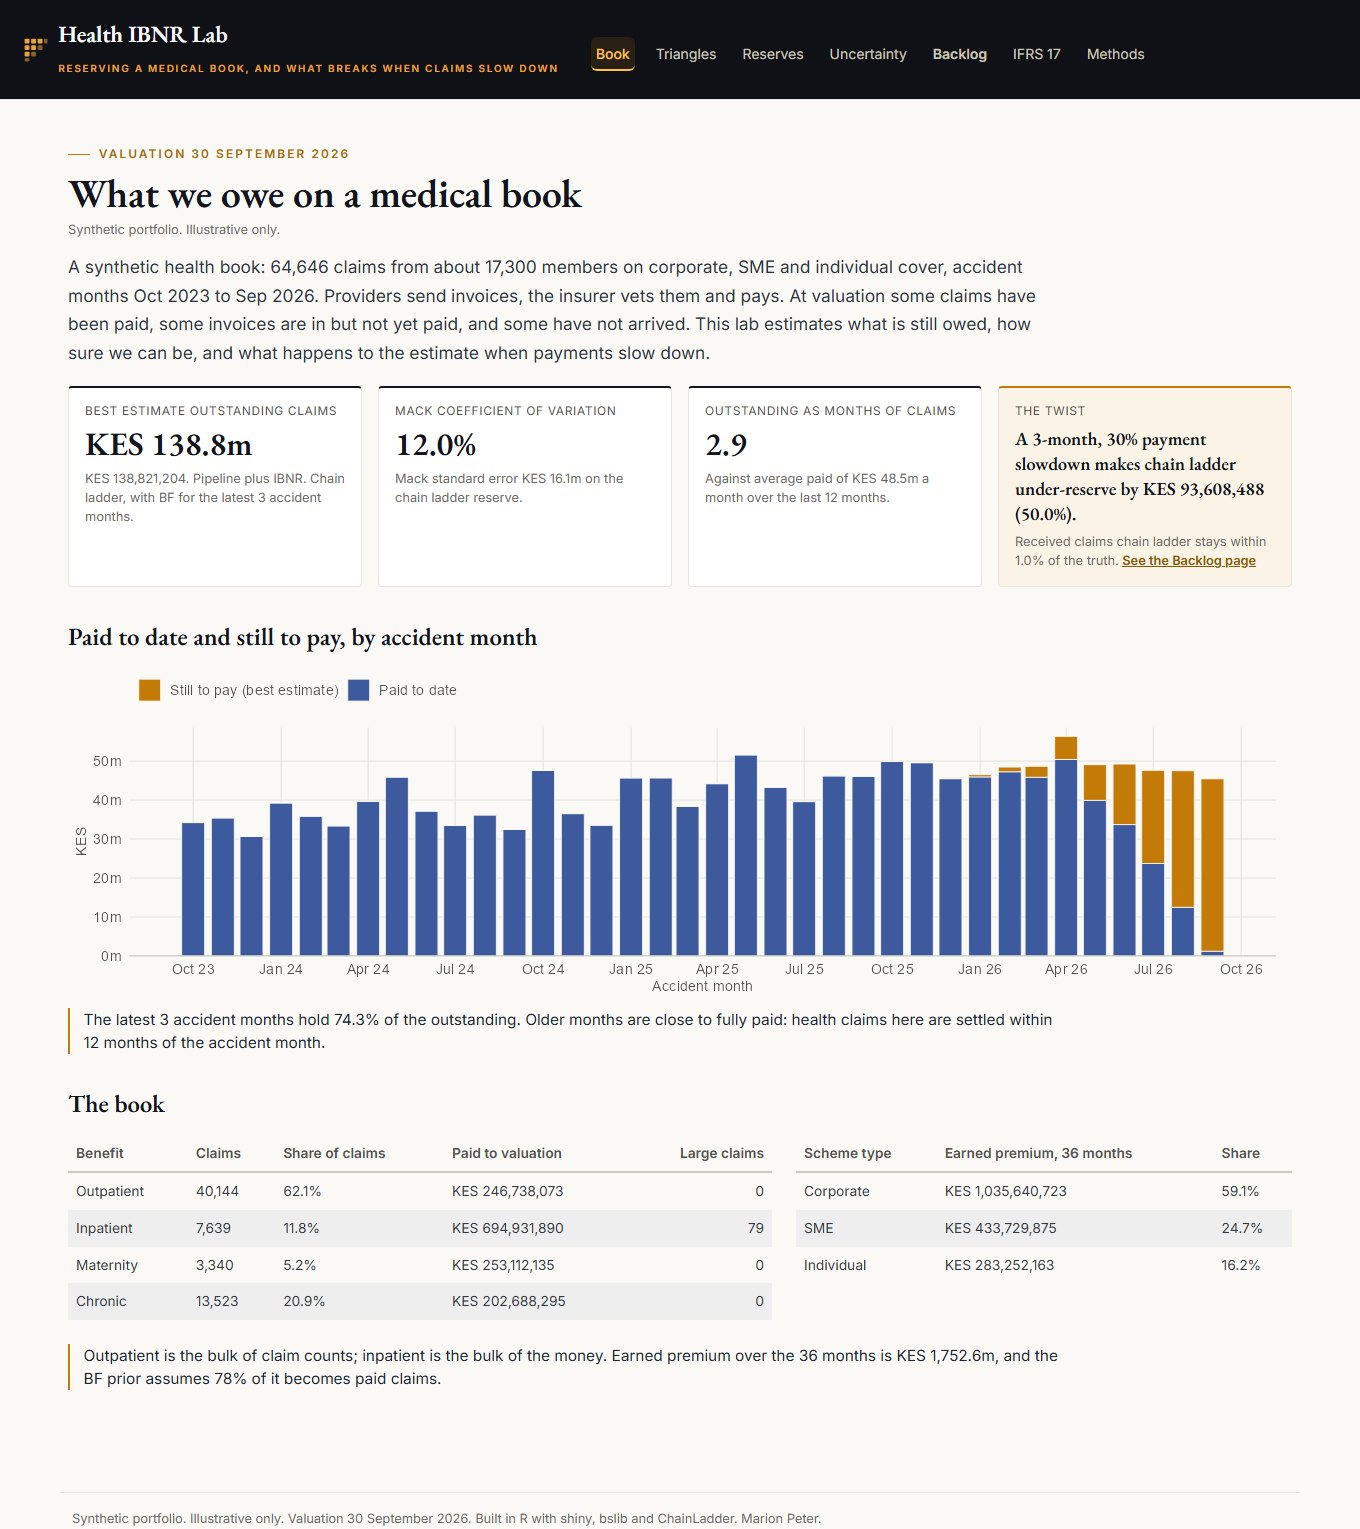 Health IBNR Lab
RESERVING A MEDICAL BOOK, AND WHAT BREAKS WHEN CLAIMS SLOW DOWN
Book Triangles Reserves Uncertainty Backlog IFRS 17 Methods
VALUATION 30 SEPTEMBER 2026
What we owe on a medical book
Synthetic portfolio. Illustrative only.
A synthetic health book: 64,646 claims from about 17,300 members on corporate, SME and individual cover, accident
months Oct 2023 to Sep 2026. Providers send invoices, the insurer vets them and pays. At valuation some claims have
been paid, some invoices are in but not yet paid, and some have not arrived. This lab estimates what is still owed, how
sure we can be, and what happens to the estimate when payments slow down.
BEST ESTIMATE OUTSTANDING CLAIMS
KES 138.8m
KES 138,821,204. Pipeline plus IBNR. Chain
ladder, with BF for the latest 3 accident
months.
MACK COEFFICIENT OF VARIATION
12.0%
Mack standard error KES 16.1m on the
chain ladder reserve.
OUTSTANDING AS MONTHS OF CLAIMS
2.9
Against average paid of KES 48.5m a
month over the last 12 months.
THE TWIST
A 3-month, 30% payment
slowdown makes chain ladder
under-reserve by KES 93,608,488
(50.0%).
Received claims chain ladder stays within
1.0% of the truth. See the Backlog page
Paid to date and still to pay, by accident month
Still to pay (best estimate) Paid to date
KES
50m
40m
30m
20m
10m
0m
Oct 23 Jan 24 Apr 24 Jul 24 Oct 24 Jan 25 Apr 25 Jul 25 Oct 25 Jan 26 Apr 26 Jul 26 Oct 26
Accident month
The latest 3 accident months hold 74.3% of the outstanding. Older months are close to fully paid: health claims here are settled within
12 months of the accident month.
The book
Benefit Claims Share of claims Paid to valuation Large claims
Outpatient 40,144 62.1% KES 246,738,073 0
Inpatient 7,639 11.8% KES 694,931,890 79
Maternity 3,340 5.2% KES 253,112,135 0
Chronic 13,523 20.9% KES 202,688,295 0
Scheme type Earned premium, 36 months Share
Corporate KES 1,035,640,723 59.1%
SME KES 433,729,875 24.7%
Individual KES 283,252,163 16.2%
Outpatient is the bulk of claim counts; inpatient is the bulk of the money. Earned premium over the 36 months is KES 1,752.6m, and the
BF prior assumes 78% of it becomes paid claims.
Synthetic portfolio. Illustrative only. Valuation 30 September 2026. Built in R with shiny, bslib and ChainLadder. Marion Peter.